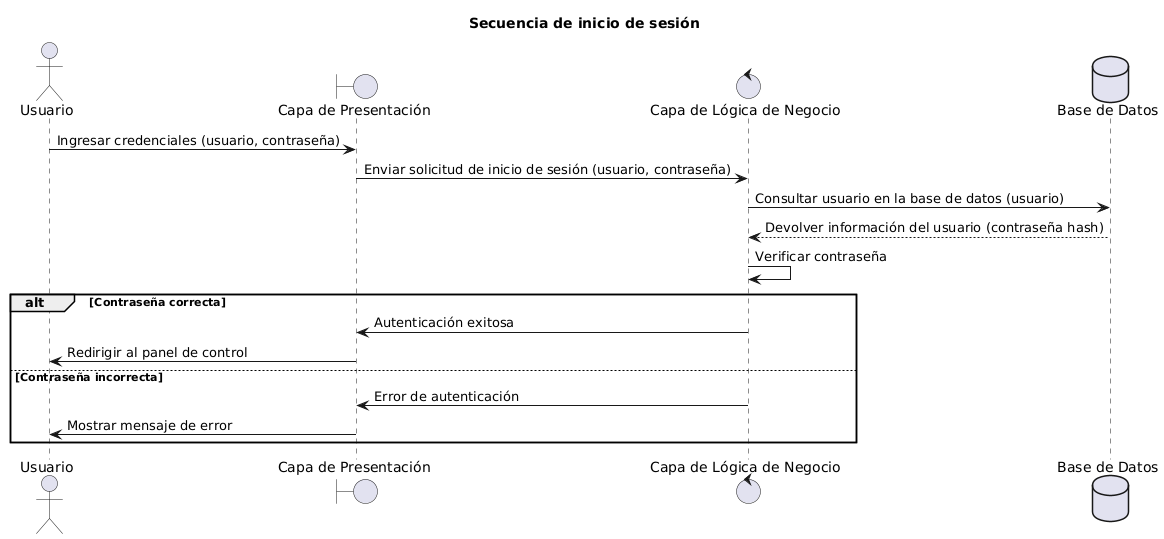 Secuencia de inicio de sesión
Usuario
Capa de Presentación
Capa de Lógica de Negocio
Base de Datos
Ingresar credenciales (usuario, contraseña)
Enviar solicitud de inicio de sesión (usuario, contraseña)
Consultar usuario en la base de datos (usuario)
Devolver información del usuario (contraseña hash)
Verificar contraseña
alt [Contraseña correcta]
Autenticación exitosa
Redirigir al panel de control
[Contraseña incorrecta]
Error de autenticación
Mostrar mensaje de error
Usuario
Capa de Presentación
Capa de Lógica de Negocio
Base de Datos